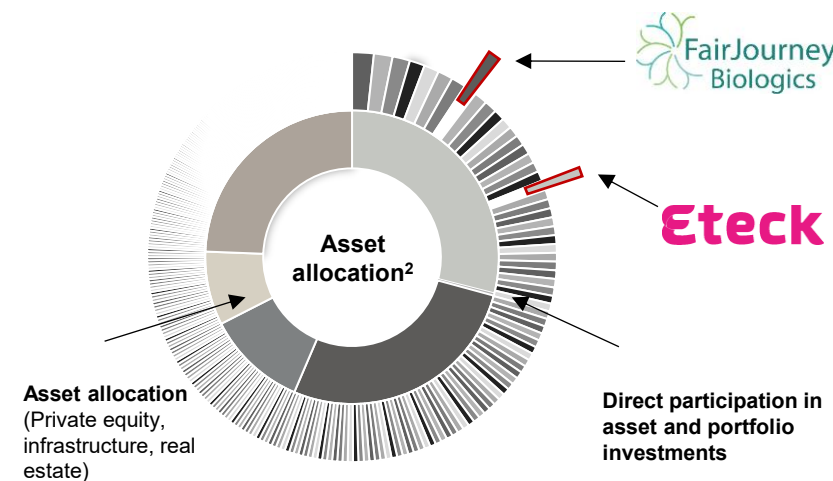 FairJourney
Biologics
Eteck
Asset
allocation²
Asset allocation
(Private equity,
infrastructure, real
estate)
Direct participation in
asset and portfolio
investments